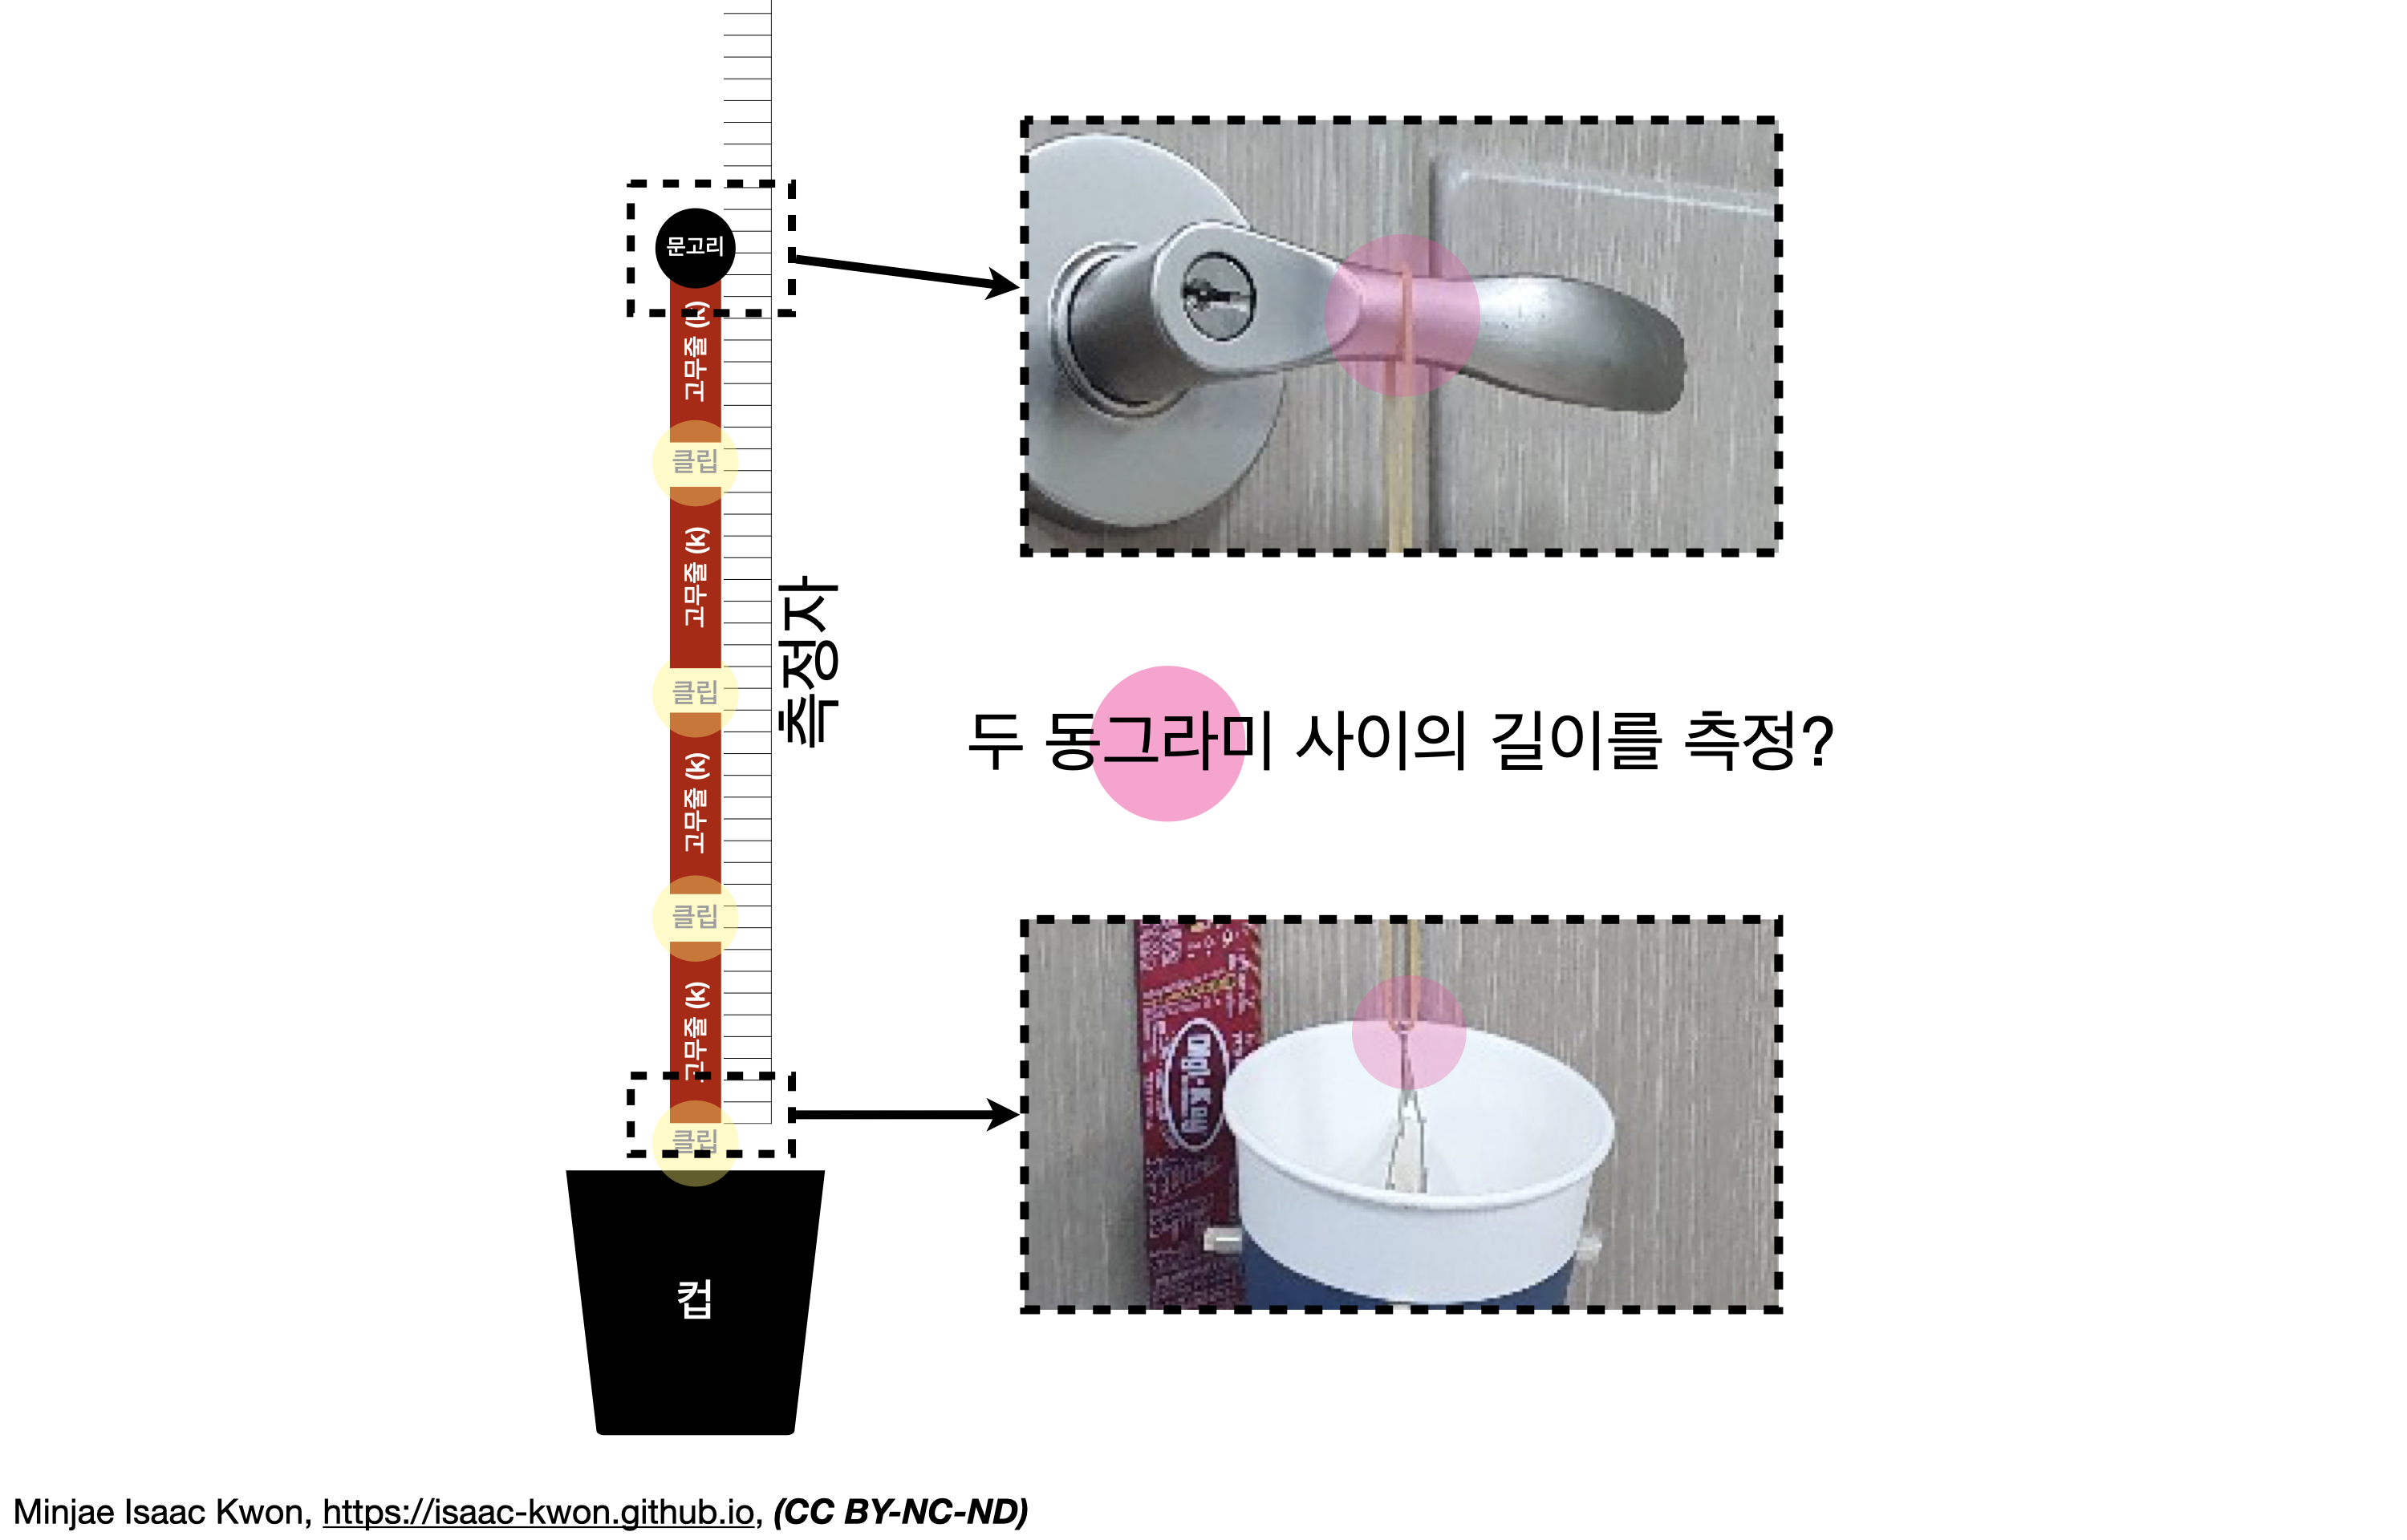 문고리
고무줄 (k)
클립
고무줄 (k)
클립
고무줄 (k)
클립
고무줄 (k)
클립
컵
측정자
두 동그라미 사이의 길이를 측정?
Digi-Key
Minjae Isaac Kwon, https://isaac-kwon.github.io, (CC BY-NC-ND)